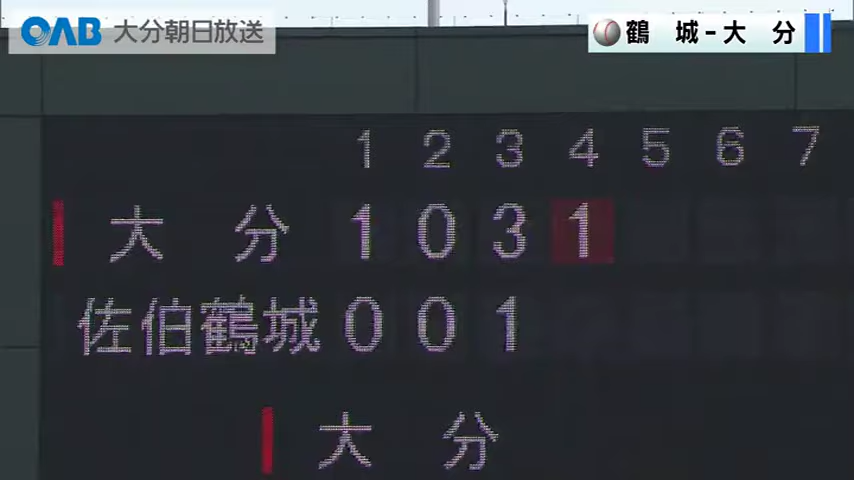 OAB 大分朝日放送
鶴 城-大 分
1 2 3 4 5 6 7
大 分 1 0 3 1
佐伯鶴城 0 0 1
大 分